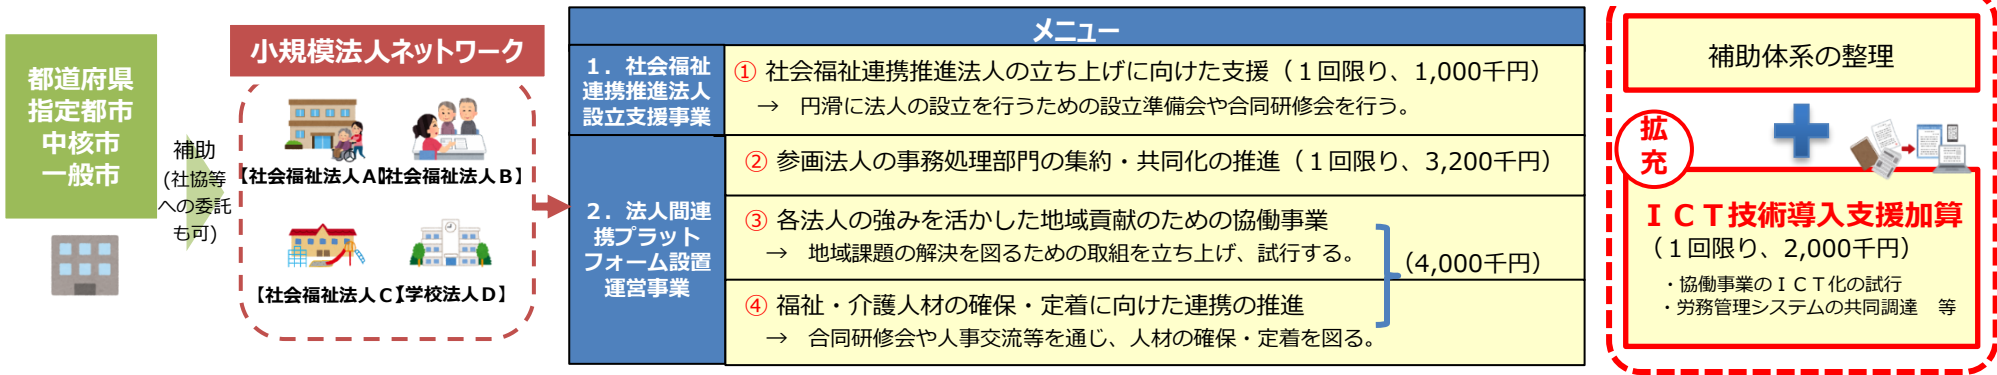 都道府県
指定都市
中核市
一般市
補助
(社協等
への委託
も可)
小規模法人ネットワーク
【社会福祉法人A】
【社会福祉法人B】
【社会福祉法人C】
【学校法人D】
メニュー
1．社会福祉
連携推進法人
設立支援事業
① 社会福祉連携推進法人の立ち上げに向けた支援（１回限り、1,000千円）
→ 円滑に法人の設立を行うための設立準備会や合同研修会を行う。
2．法人間連
携プラット
フォーム設置
運営事業
② 参画法人の事務処理部門の集約・共同化の推進（１回限り、3,200千円）
③ 各法人の強みを活かした地域貢献のための協働事業
→ 地域課題の解決を図るための取組を立ち上げ、試行する。
（4,000千円）
④ 福祉・介護人材の確保・定着に向けた連携の推進
→ 合同研修会や人事交流等を通じ、人材の確保・定着を図る。
補助体系の整理
拡
充
ＩＣＴ技術導入支援加算
（１回限り、2,000千円）
・協働事業のＩＣＴ化の試行
・労務管理システムの共同調達　等